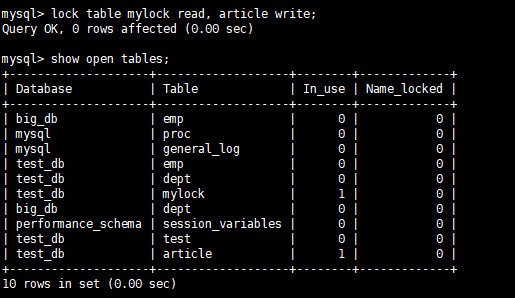 mysql> lock table mylock read, article write;
Query OK, 0 rows affected (0.00 sec)
mysql> show open tables;
+--------------------+-------------------+--------+-------------+
| Database           | Table             | In_use | Name_locked |
+--------------------+-------------------+--------+-------------+
| big_db             | emp               |      0 |           0 |
| mysql              | proc              |      0 |           0 |
| mysql              | general_log       |      0 |           0 |
| test_db            | emp               |      0 |           0 |
| test_db            | dept              |      0 |           0 |
| test_db            | mylock            |      1 |           0 |
| big_db             | dept              |      0 |           0 |
| performance_schema | session_variables |      0 |           0 |
| test_db            | test              |      0 |           0 |
| test_db            | article           |      1 |           0 |
+--------------------+-------------------+--------+-------------+
10 rows in set (0.00 sec)